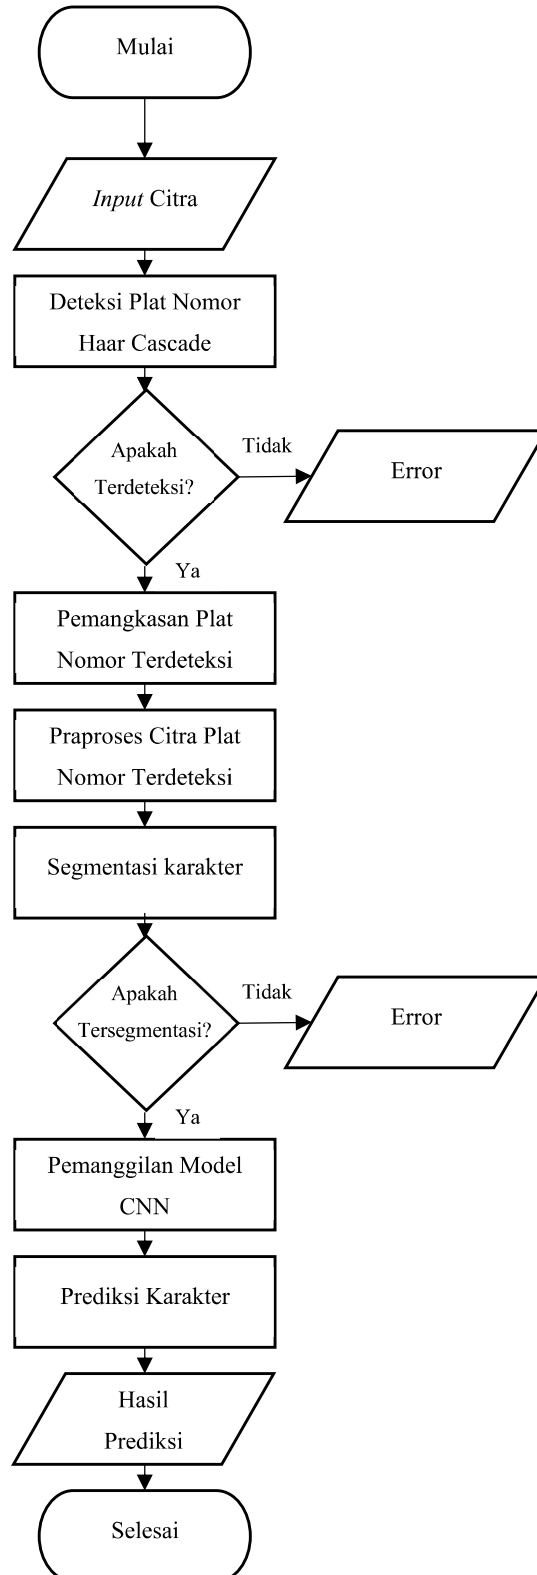 Mulai
Input Citra
Deteksi Plat Nomor
Haar Cascade
Apakah
Terdeteksi?
Tidak
Error
Ya
Pemangkasan Plat
Nomor Terdeteksi
Praproses Citra Plat
Nomor Terdeteksi
Segmentasi karakter
Apakah
Tersegmentasi?
Tidak
Error
Ya
Pemanggilan Model
CNN
Prediksi Karakter
Hasil
Prediksi
Selesai